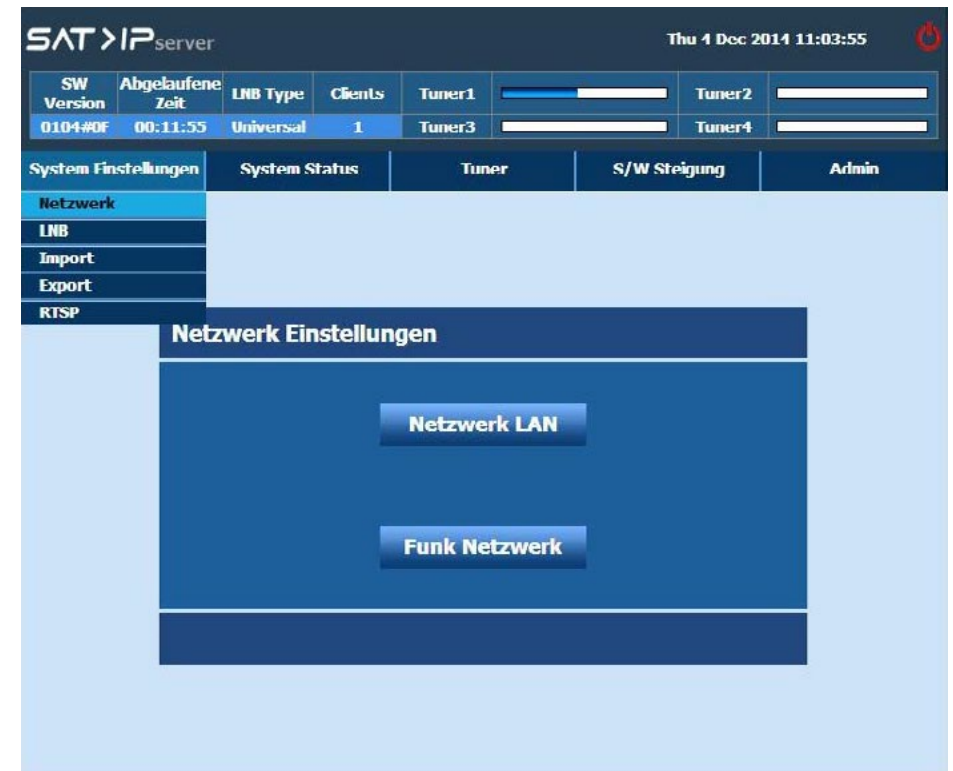 SAT>IPserver
Thu 4 Dec 2014 11:03:55
SW Version Abgelaufene Zeit LNB Type Clients Tuner1 Tuner2
0104#0F 00:11:55 Universal 1 Tuner3 Tuner4
System Einstellungen System Status Tuner S/W Steigung Admin
Netzwerk
LNB
Import
Export
RTSP
Netzwerk Einstellungen
Netzwerk LAN
Funk Netzwerk